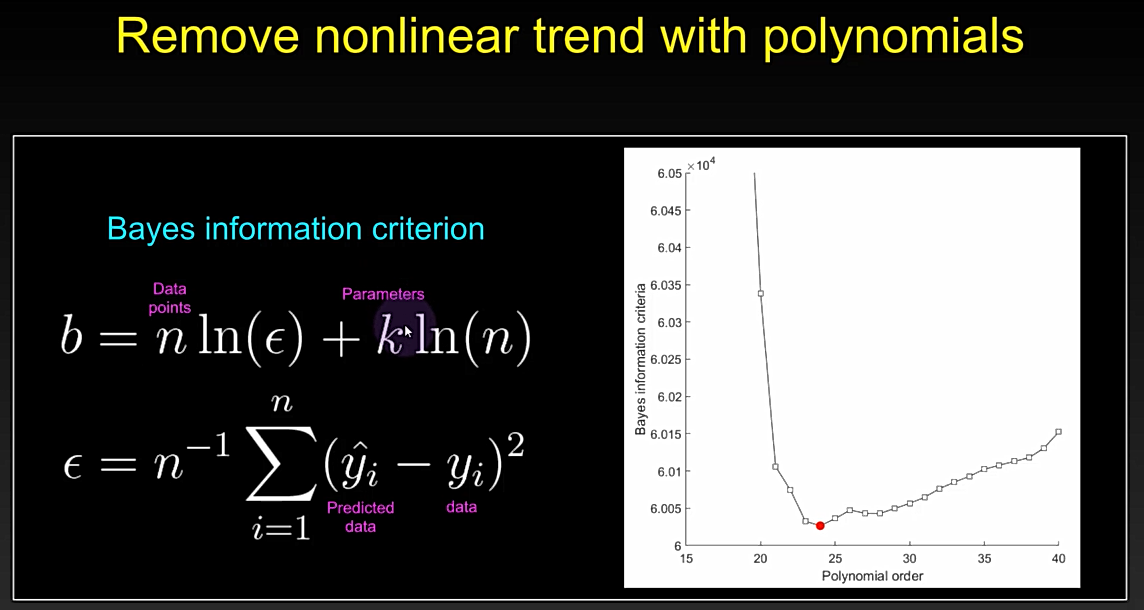 Remove nonlinear trend with polynomials
Bayes information criterion
Data
points
Parameters
b = n ln(ϵ) + k ln(n)
ϵ = n⁻¹ ∑ᵢ₌₁ⁿ (ŷᵢ − yᵢ)²
Predicted
data
data
×10⁴
6.05
6.045
6.04
6.035
6.03
6.025
6.02
6.015
6.01
6.005
6
Bayes information criteria
15 20 25 30 35 40
Polynomial order